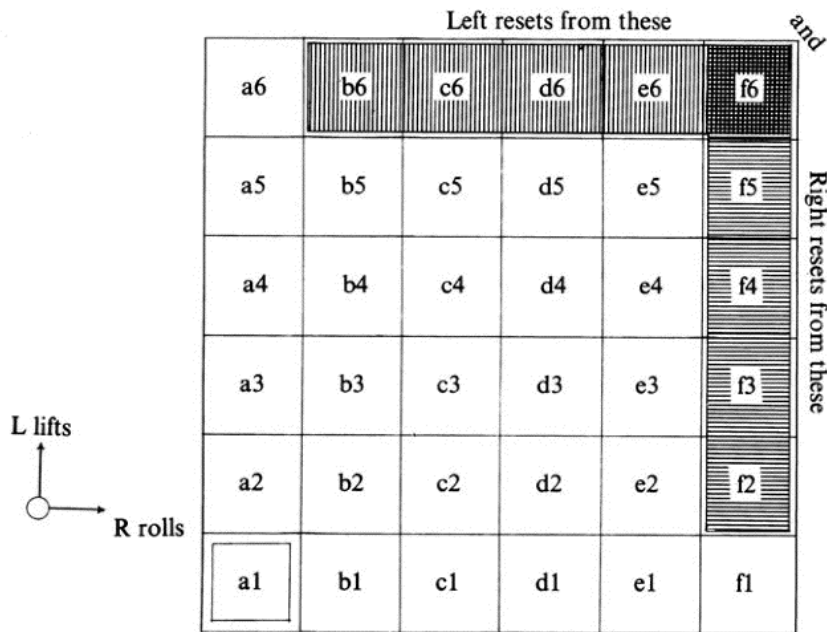 Left resets from these
and
a6 b6 c6 d6 e6 f6
a5 b5 c5 d5 e5 f5
a4 b4 c4 d4 e4 f4
a3 b3 c3 d3 e3 f3
a2 b2 c2 d2 e2 f2
a1 b1 c1 d1 e1 f1
Right resets from these
L lifts
R rolls